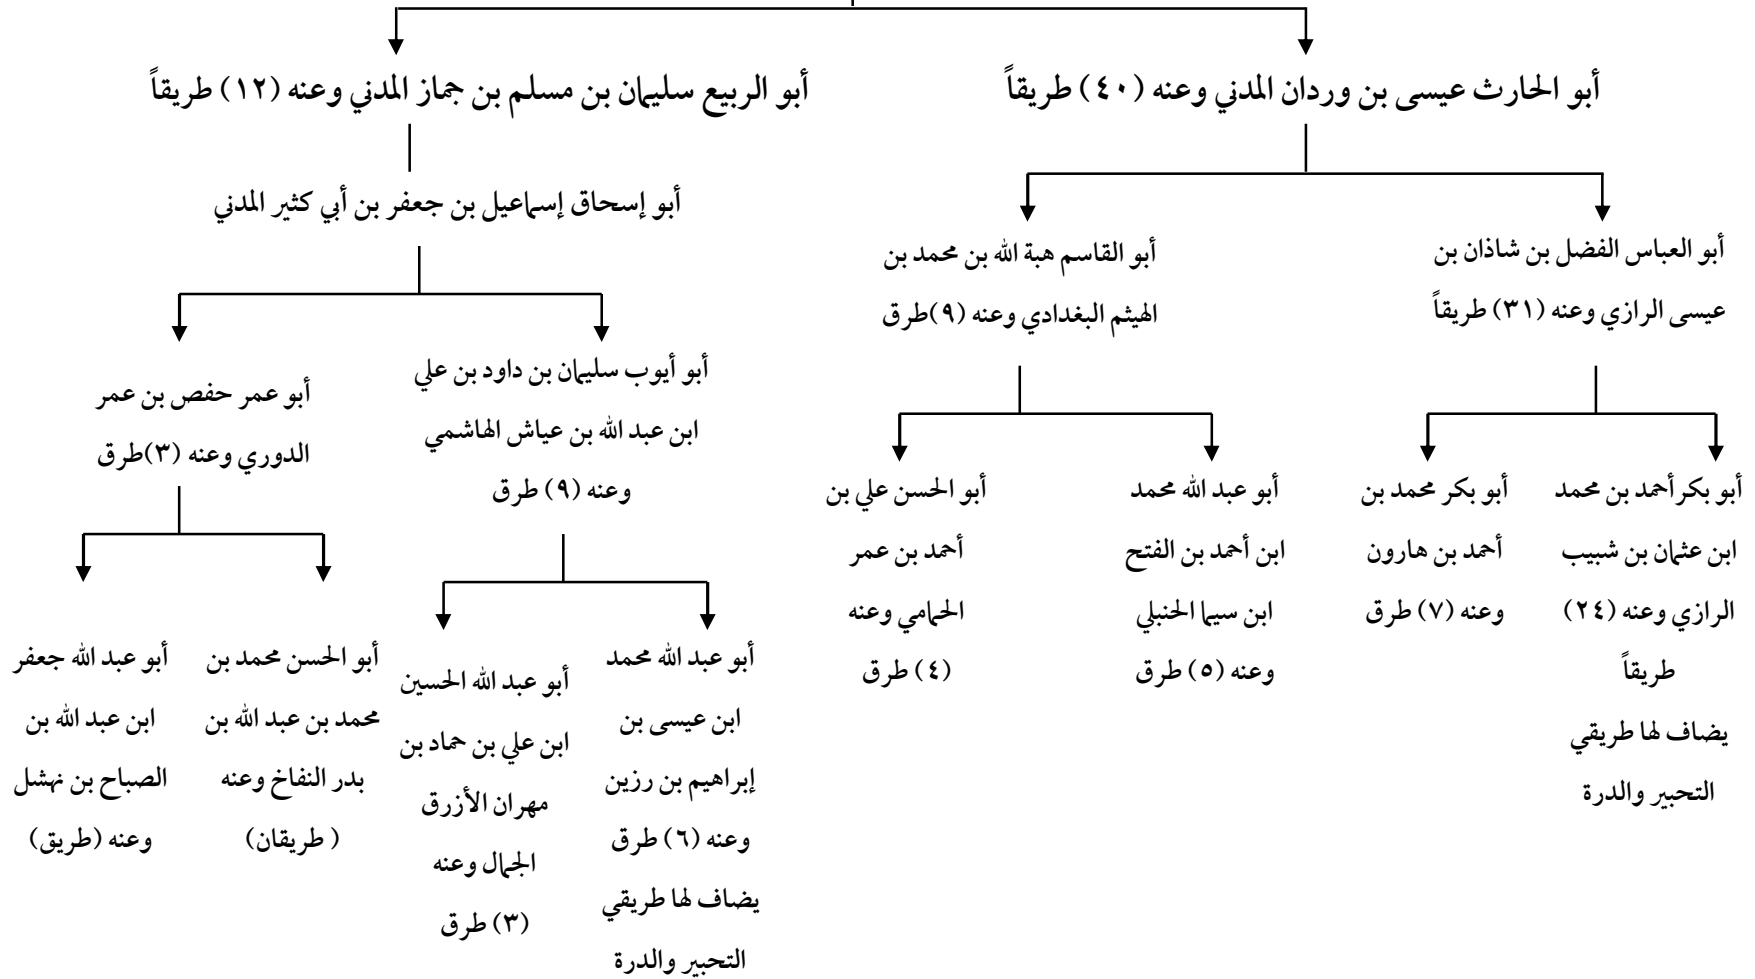 أبو الحارث عيسى بن وردان المدني وعنه (٤٠) طريقاً
أبو الربيع سليمان بن مسلم بن جماز المدني وعنه (١٢) طريقاً
أبو إسحاق إسماعيل بن جعفر بن أبي كثير المدني
أبو العباس الفضل بن شاذان بن
عيسى الرازي وعنه (٣١) طريقاً
أبو القاسم هبة الله بن محمد بن
الهيثم البغدادي وعنه (٩)طرق
أبو أيوب سليمان بن داود بن علي
ابن عبد الله بن عياش الهاشمي
وعنه (٩) طرق
أبو عمر حفص بن عمر
الدوري وعنه (٣)طرق
أبو بكر أحمد بن محمد
ابن عثمان بن شبيب
الرازي وعنه (٢٤)
طريقاً
يضاف لها طريقي
التحبير والدرة
أبو بكر محمد بن
أحمد بن هارون
وعنه (٧) طرق
أبو عبد الله محمد
ابن أحمد بن الفتح
ابن سيما الحنبلي
وعنه (٥) طرق
أبو الحسن علي بن
أحمد بن عمر
الحمامي وعنه
(٤) طرق
أبو عبد الله محمد
ابن عيسى بن
إبراهيم بن رزين
وعنه (٦) طرق
يضاف لها طريقي
التحبير والدرة
أبو عبد الله الحسين
ابن علي بن حماد بن
مهران الأزرق
الجمال وعنه
(٣) طرق
أبو الحسن محمد بن
محمد بن عبد الله بن
بدر النفاخ وعنه
( طريقان)
أبو عبد الله جعفر
ابن عبد الله بن
الصباح بن نهشل
وعنه (طريق)